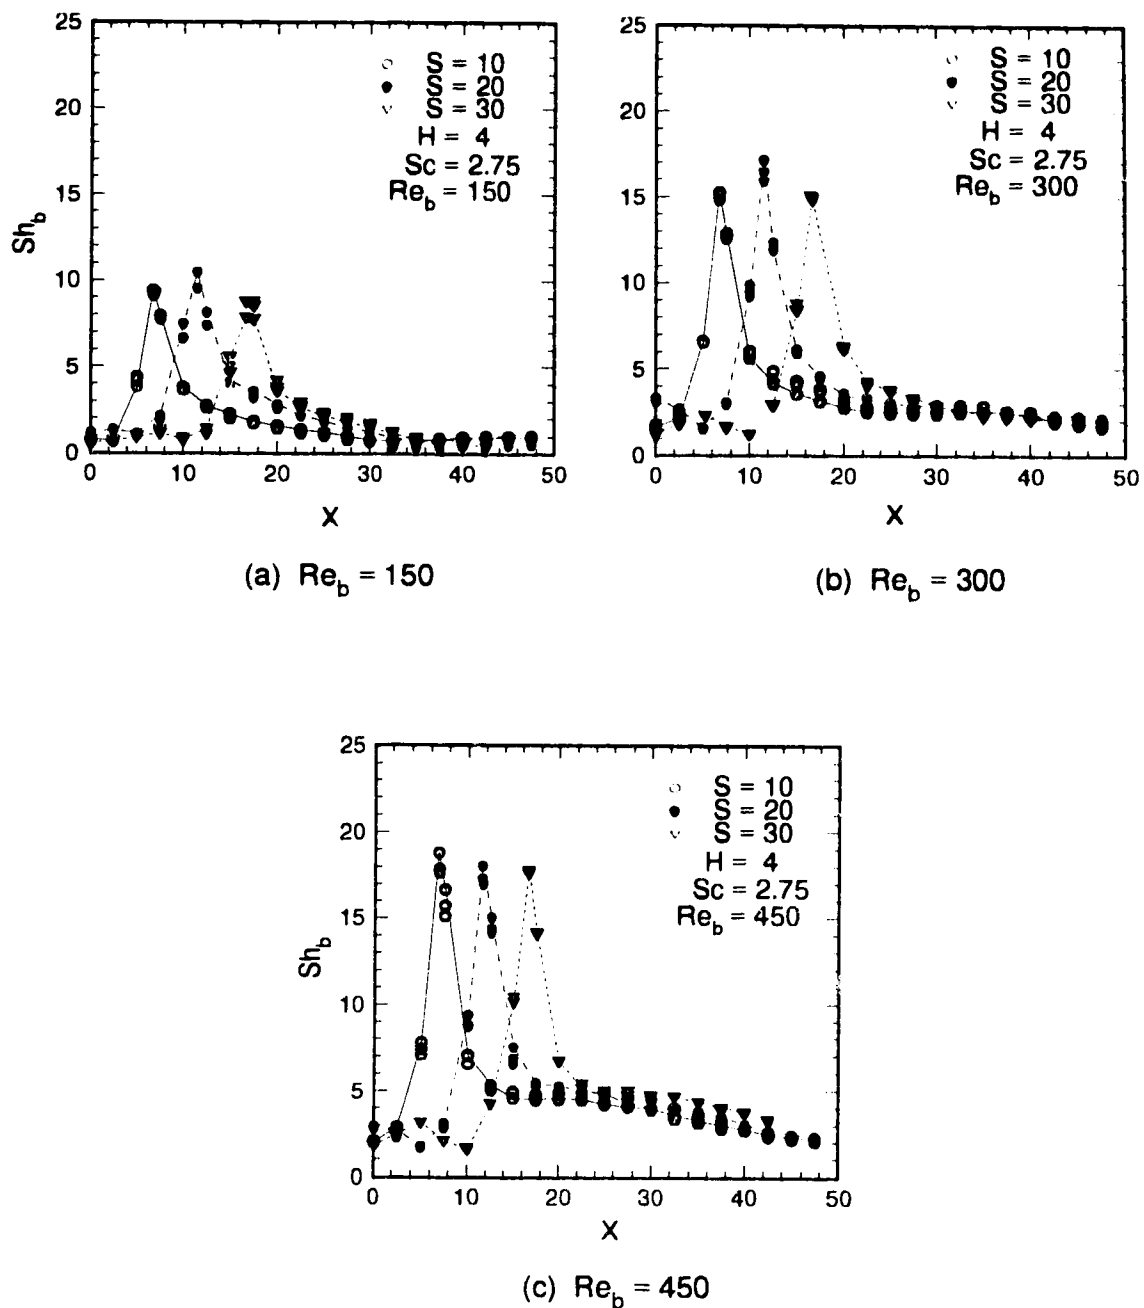 25
20
15
10
5
0
Sh_b
S = 10
S = 20
S = 30
H = 4
Sc = 2.75
Re_b = 150
0 10 20 30 40 50
X
(a) Re_b = 150
25
20
15
10
5
0
S = 10
S = 20
S = 30
H = 4
Sc = 2.75
Re_b = 300
0 10 20 30 40 50
X
(b) Re_b = 300
25
20
15
10
5
0
Sh_b
S = 10
S = 20
S = 30
H = 4
Sc = 2.75
Re_b = 450
0 10 20 30 40 50
X
(c) Re_b = 450